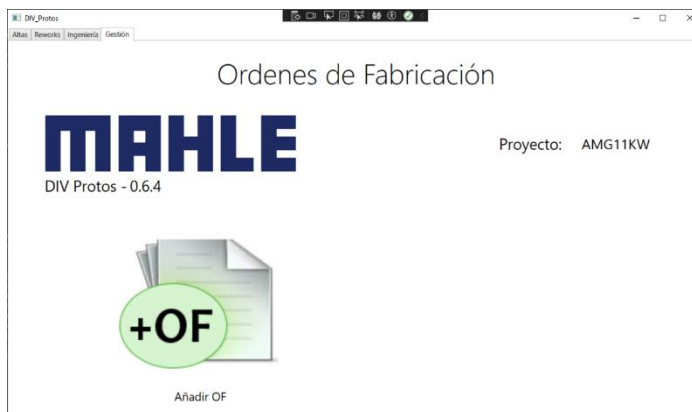 DIV_Protos
Altas Reworks Ingeniería Gestión
Ordenes de Fabricación
MAHLE
Proyecto: AMG11KW
DIV Protos - 0.6.4
+OF
Añadir OF